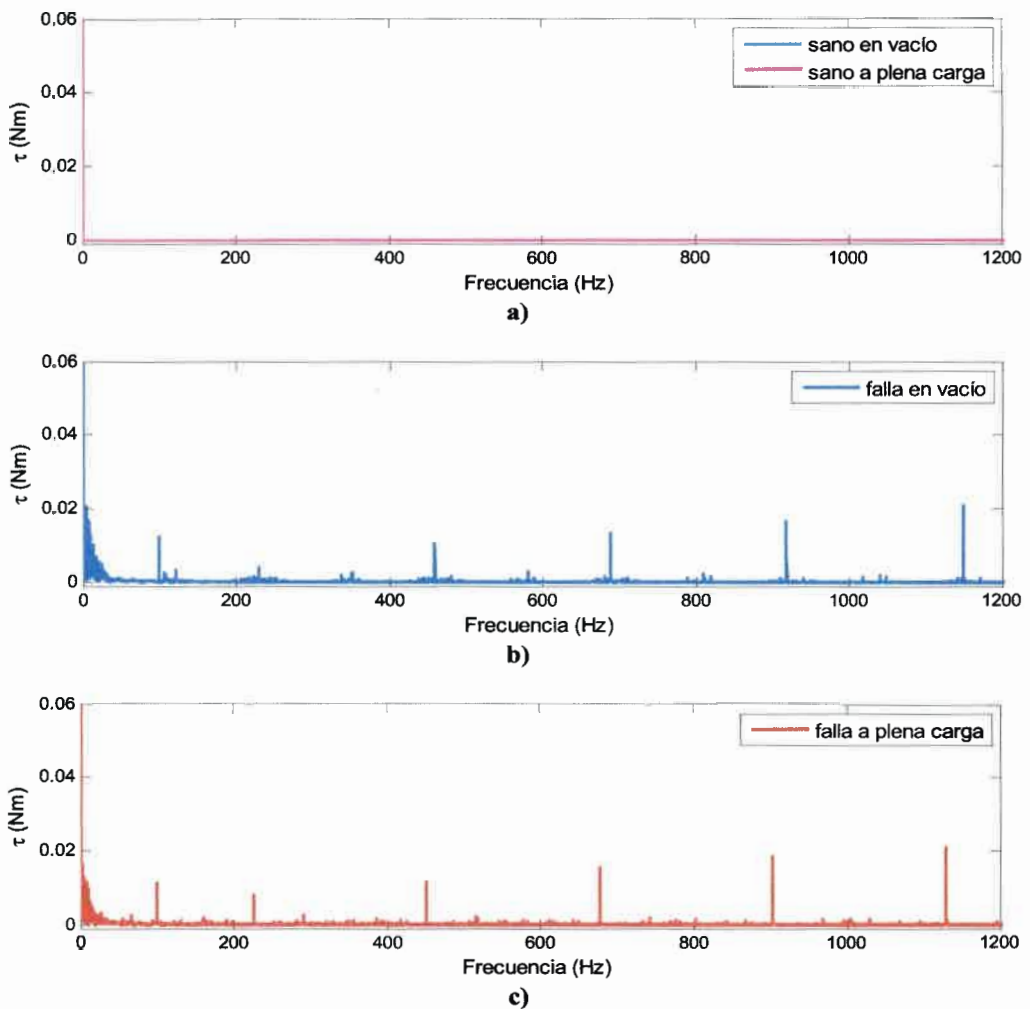 0.06
0.04
0.02
0
τ (Nm)
sano en vacío
sano a plena carga
0 200 400 600 800 1000 1200
Frecuencia (Hz)
a)
0.06
0.04
0.02
0
τ (Nm)
falla en vacío
0 200 400 600 800 1000 1200
Frecuencia (Hz)
b)
0.06
0.04
0.02
0
τ (Nm)
falla a plena carga
0 200 400 600 800 1000 1200
Frecuencia (Hz)
c)